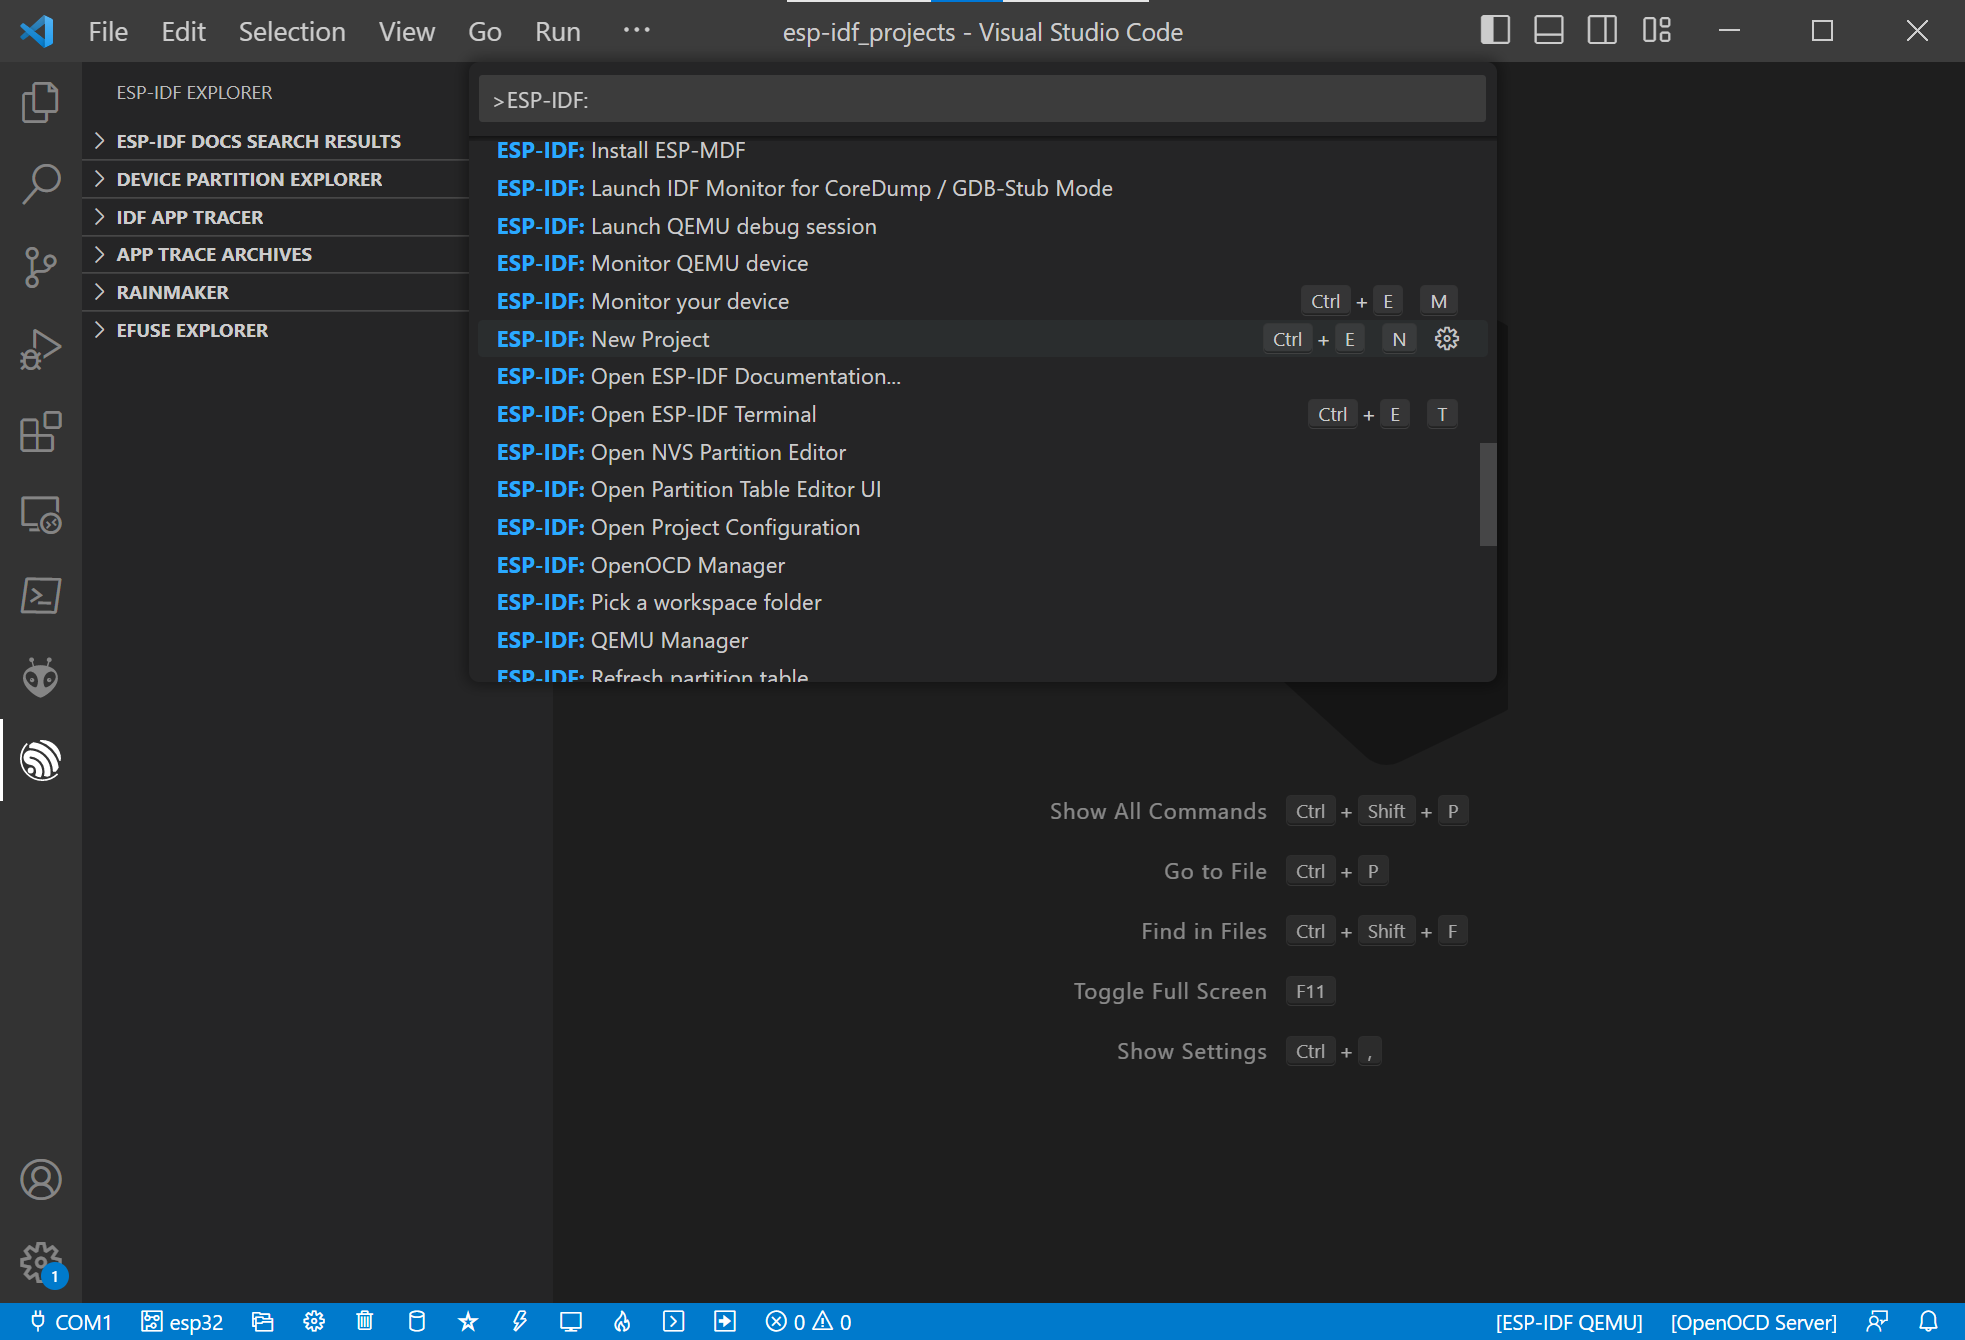 File Edit Selection View Go Run ··· esp-idf_projects - Visual Studio Code
ESP-IDF EXPLORER
ESP-IDF DOCS SEARCH RESULTS
DEVICE PARTITION EXPLORER
IDF APP TRACER
APP TRACE ARCHIVES
RAINMAKER
EFUSE EXPLORER
>ESP-IDF:
ESP-IDF: Install ESP-MDF
ESP-IDF: Launch IDF Monitor for CoreDump / GDB-Stub Mode
ESP-IDF: Launch QEMU debug session
ESP-IDF: Monitor QEMU device
ESP-IDF: Monitor your device Ctrl + E M
ESP-IDF: New Project Ctrl + E N
ESP-IDF: Open ESP-IDF Documentation...
ESP-IDF: Open ESP-IDF Terminal Ctrl + E T
ESP-IDF: Open NVS Partition Editor
ESP-IDF: Open Partition Table Editor UI
ESP-IDF: Open Project Configuration
ESP-IDF: OpenOCD Manager
ESP-IDF: Pick a workspace folder
ESP-IDF: QEMU Manager
ESP-IDF: Refresh partition table
Show All Commands Ctrl + Shift + P
Go to File Ctrl + P
Find in Files Ctrl + Shift + F
Toggle Full Screen F11
Show Settings Ctrl + ,
1
COM1 esp32 0 0 [ESP-IDF QEMU] [OpenOCD Server]